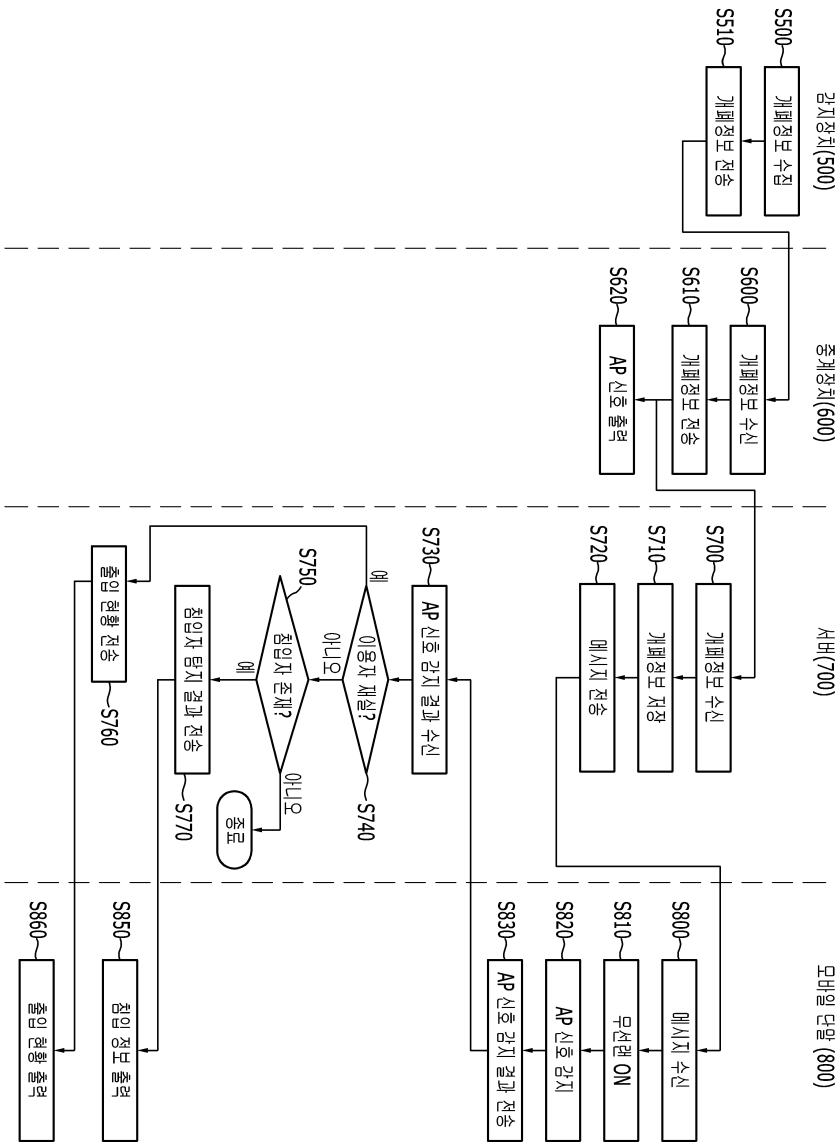 감지장치(500)
S500
개폐정보 수집
S510
개폐정보 전송
중계장치(600)
S600
개폐정보 수신
S610
개폐정보 전송
S620
AP 신호 출력
서버(700)
S700
개폐정보 수신
S710
개폐정보 저장
S720
메시지 전송
S730
AP 신호 감지 결과 수신
이용자 재실?
S740
예
아니오
S750
침입자 존재?
예
아니오
종료
침입자 탐지 결과 전송
S770
출입 현황 전송
S760
모바일 단말 (800)
S800
메시지 수신
S810
무선랜 ON
S820
AP 신호 감지
S830
AP 신호 감지 결과 전송
S850
침입 정보 출력
S860
출입 현황 출력